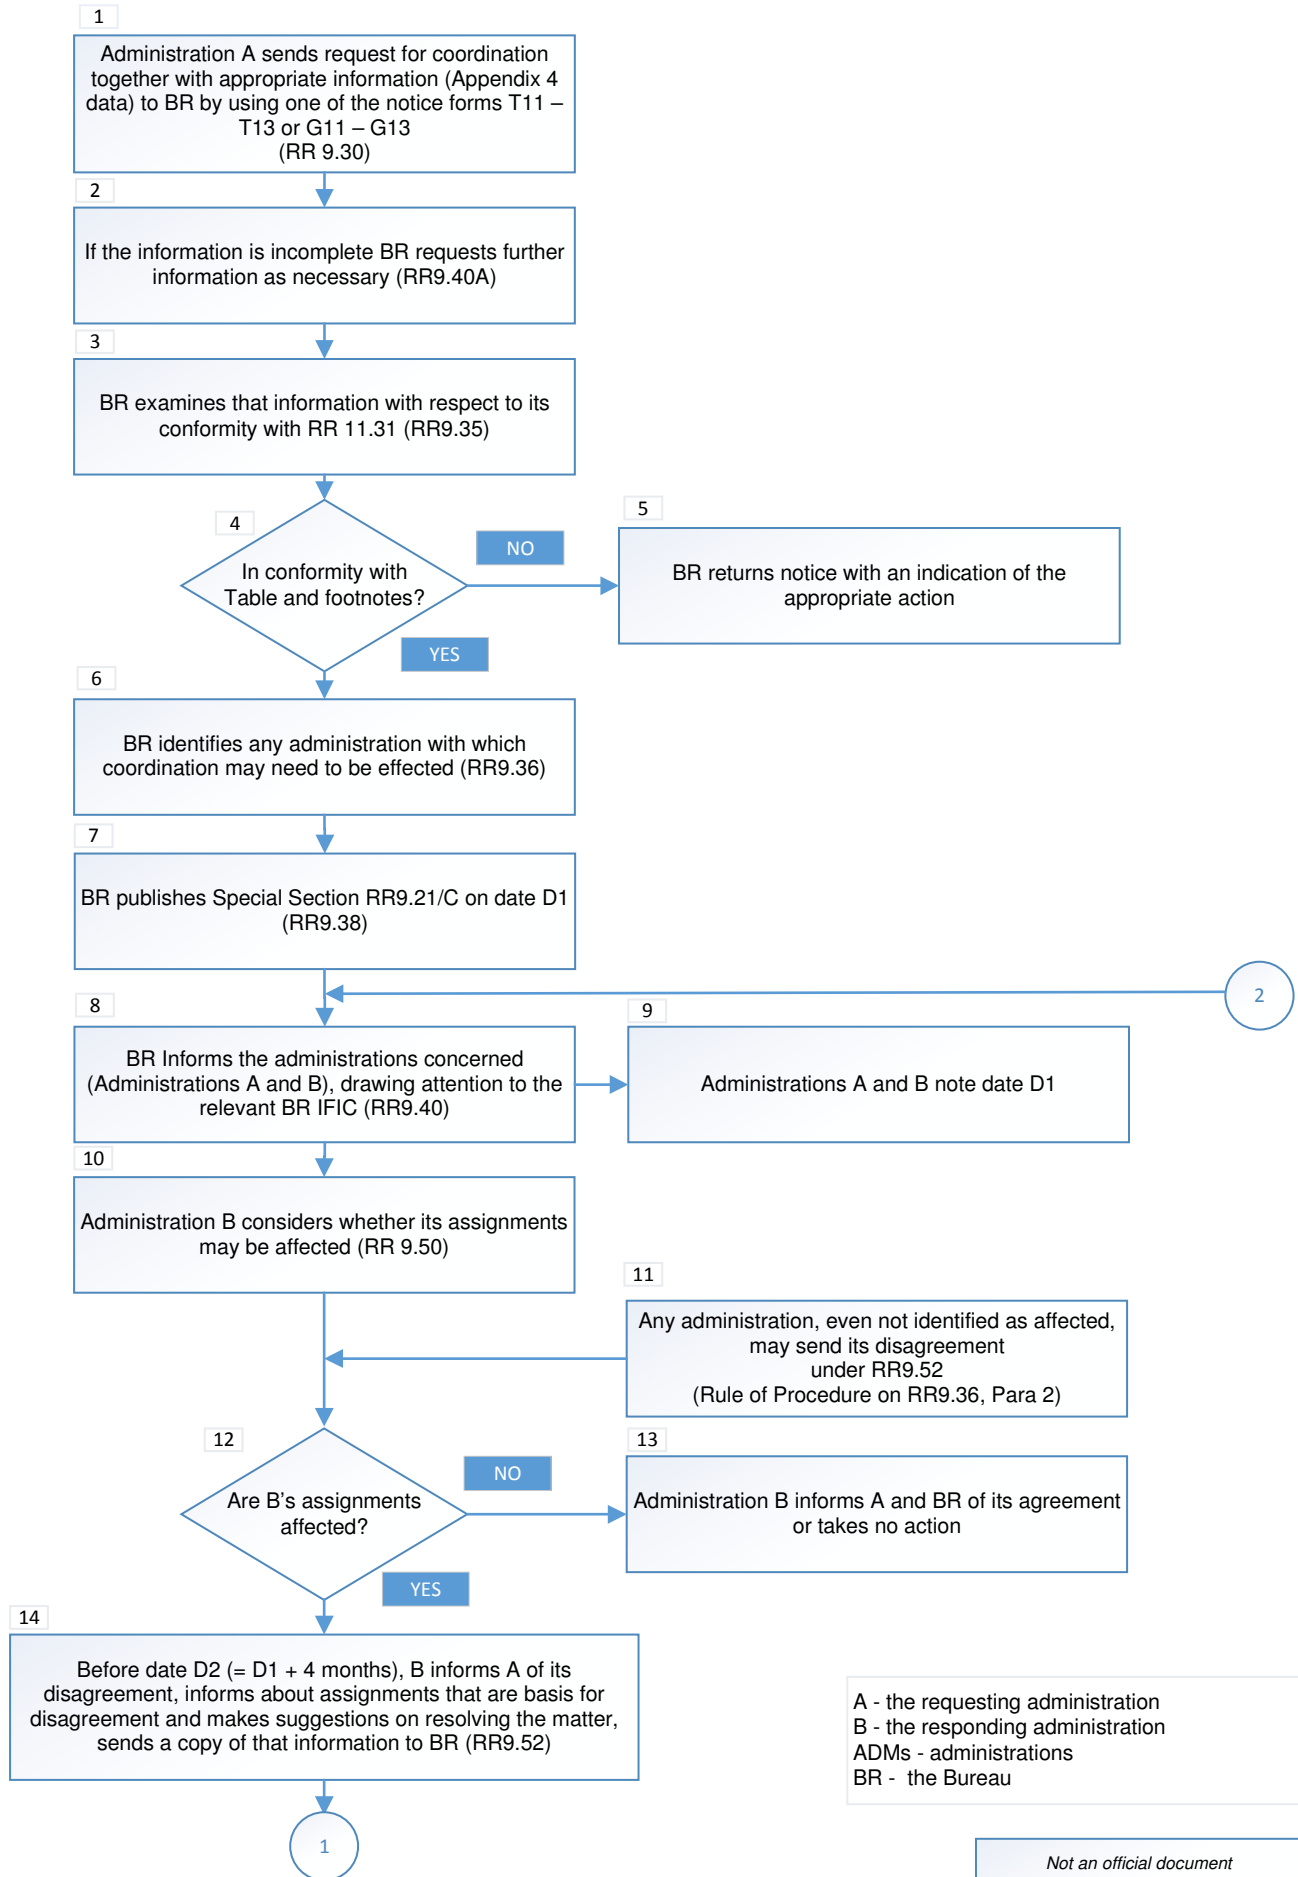 1
Administration A sends request for coordination
together with appropriate information (Appendix 4
data) to BR by using one of the notice forms T11 –
T13 or G11 – G13
(RR 9.30)
2
If the information is incomplete BR requests further
information as necessary (RR9.40A)
3
BR examines that information with respect to its
conformity with RR 11.31 (RR9.35)
4
In conformity with
Table and footnotes?
NO
YES
5
BR returns notice with an indication of the
appropriate action
6
BR identifies any administration with which
coordination may need to be effected (RR9.36)
7
BR publishes Special Section RR9.21/C on date D1
(RR9.38)
2
8
BR Informs the administrations concerned
(Administrations A and B), drawing attention to the
relevant BR IFIC (RR9.40)
9
Administrations A and B note date D1
10
Administration B considers whether its assignments
may be affected (RR 9.50)
11
Any administration, even not identified as affected,
may send its disagreement
under RR9.52
(Rule of Procedure on RR9.36, Para 2)
12
Are B's assignments
affected?
NO
YES
13
Administration B informs A and BR of its agreement
or takes no action
14
Before date D2 (= D1 + 4 months), B informs A of its
disagreement, informs about assignments that are basis for
disagreement and makes suggestions on resolving the matter,
sends a copy of that information to BR (RR9.52)
1
A - the requesting administration
B - the responding administration
ADMs - administrations
BR -  the Bureau
Not an official document